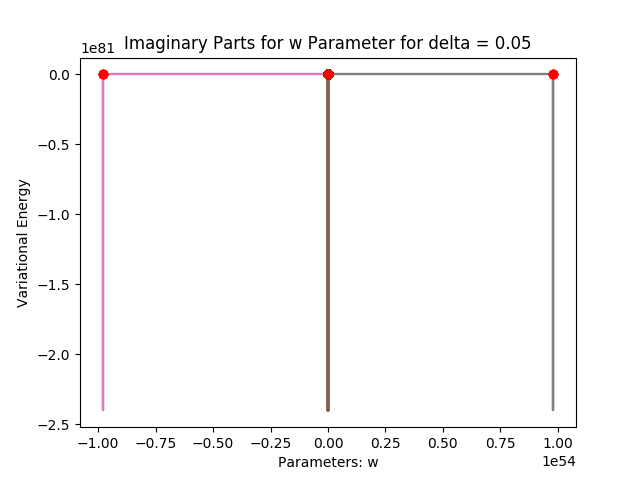 Imaginary Parts for w Parameter for delta = 0.05
1e81
0.0
−0.5
−1.0
−1.5
−2.0
−2.5
Variational Energy
−1.00 −0.75 −0.50 −0.25 0.00 0.25 0.50 0.75 1.00
1e54
Parameters: w